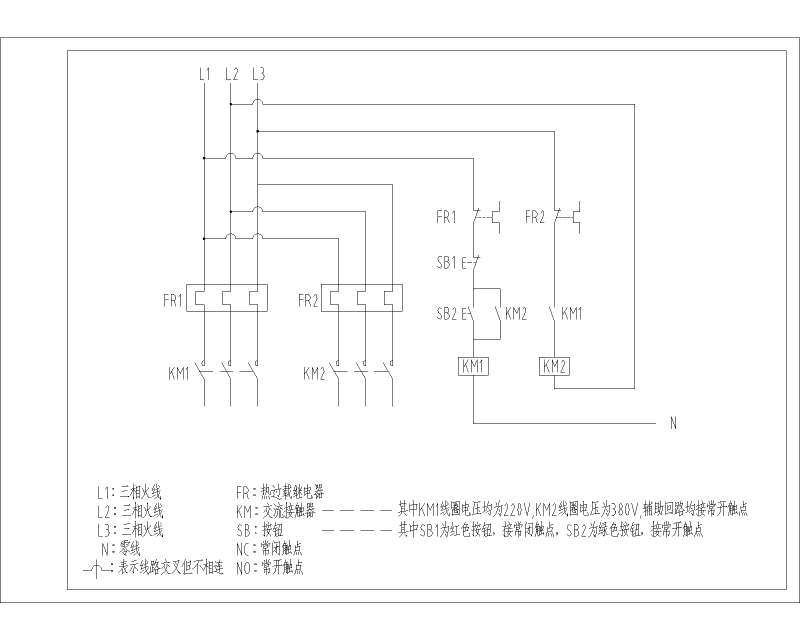 L1 L2 L3
FR1 FR2
SB1 E
FR1 FR2
SB2 E KM2 KM1
KM1 KM2
KM1 KM2
N
L1：三相火线 FR：热过载继电器
L2：三相火线 KM：交流接触器 — — — — 其中KM1线圈电压均为220V,KM2线圈电压为380V,辅助回路均接常开触点
L3：三相火线 SB：按钮 — — — — 其中SB1为红色按钮，接常闭触点，SB2为绿色按钮，接常开触点
N：零线 NC：常闭触点
：表示线路交叉但不相连 NO：常开触点